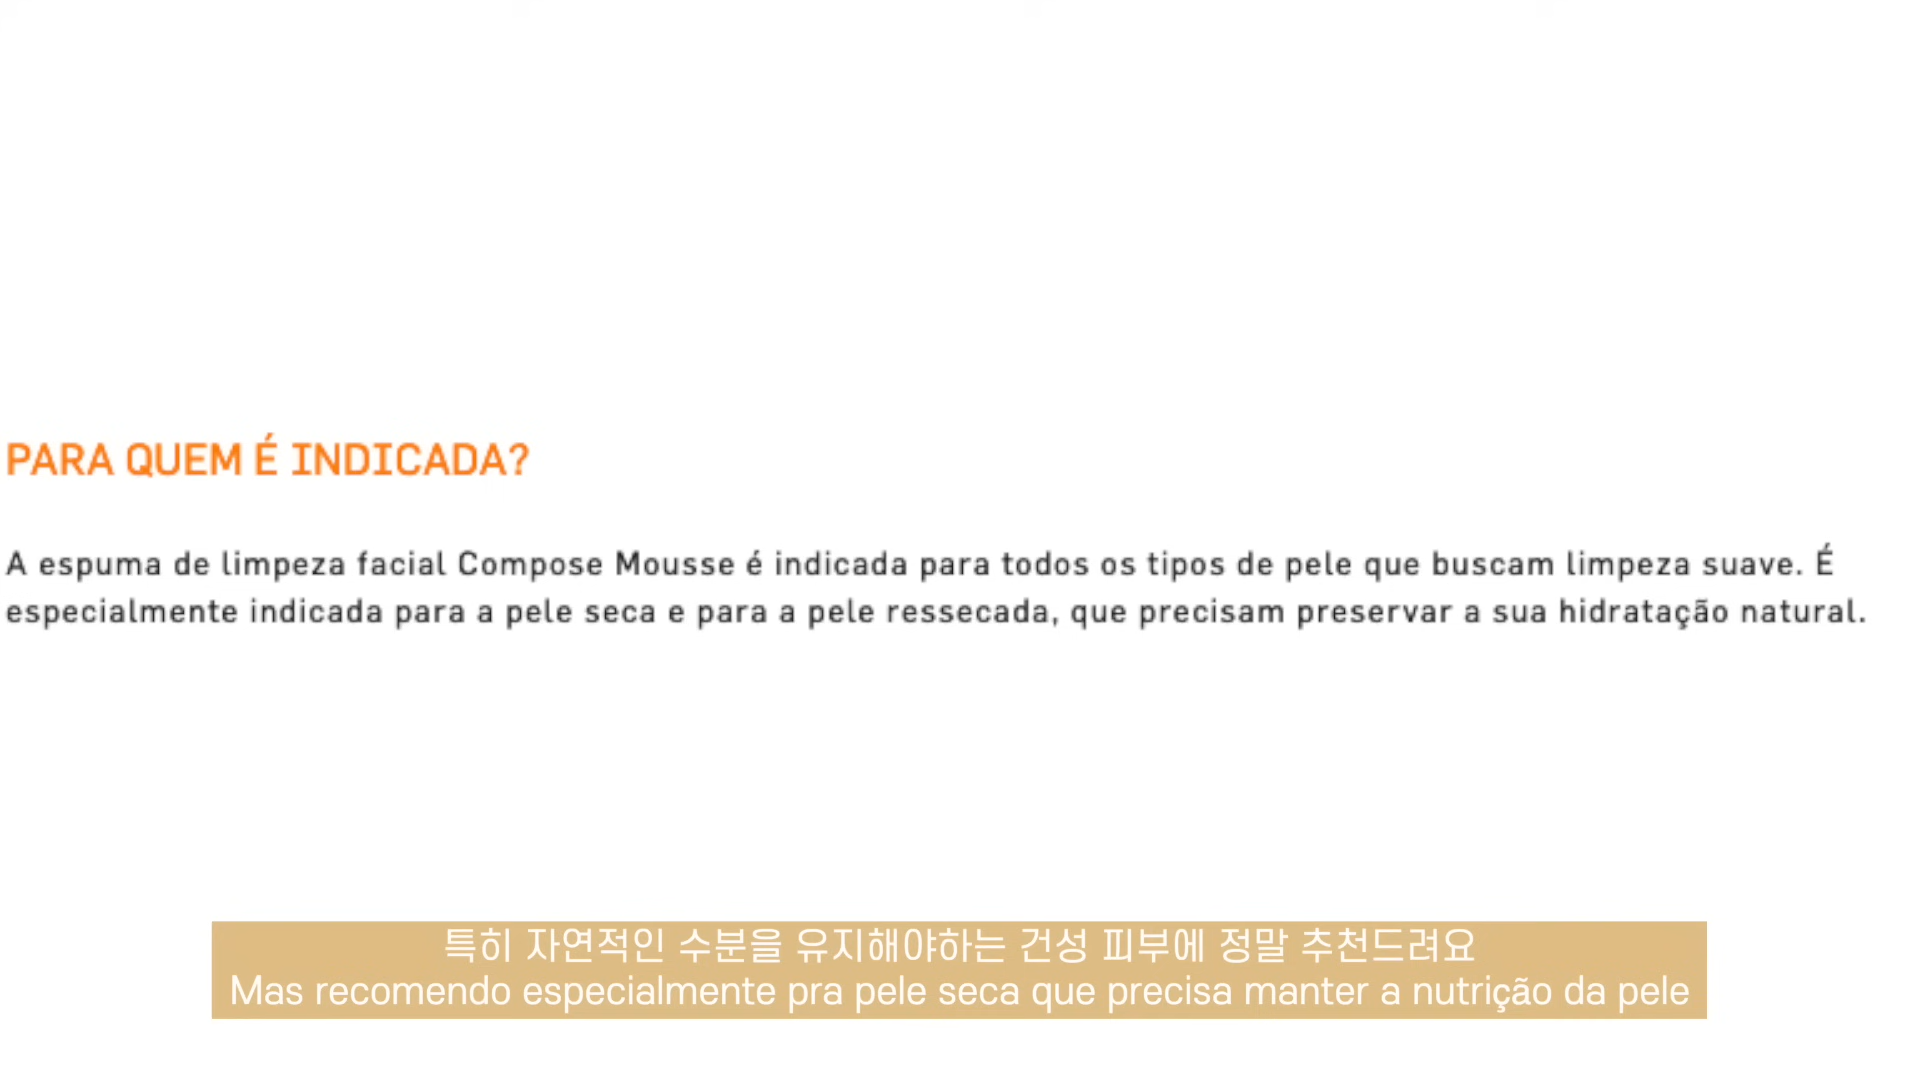 PARA QUEM É INDICADA?
A espuma de limpeza facial Compose Mousse é indicada para todos os tipos de pele que buscam limpeza suave. É
especialmente indicada para a pele seca e para a pele ressecada, que precisam preservar a sua hidratação natural.
특히 자연적인 수분을 유지해야하는 건성 피부에 정말 추천드려요
Mas recomendo especialmente pra pele seca que precisa manter a nutrição da pele